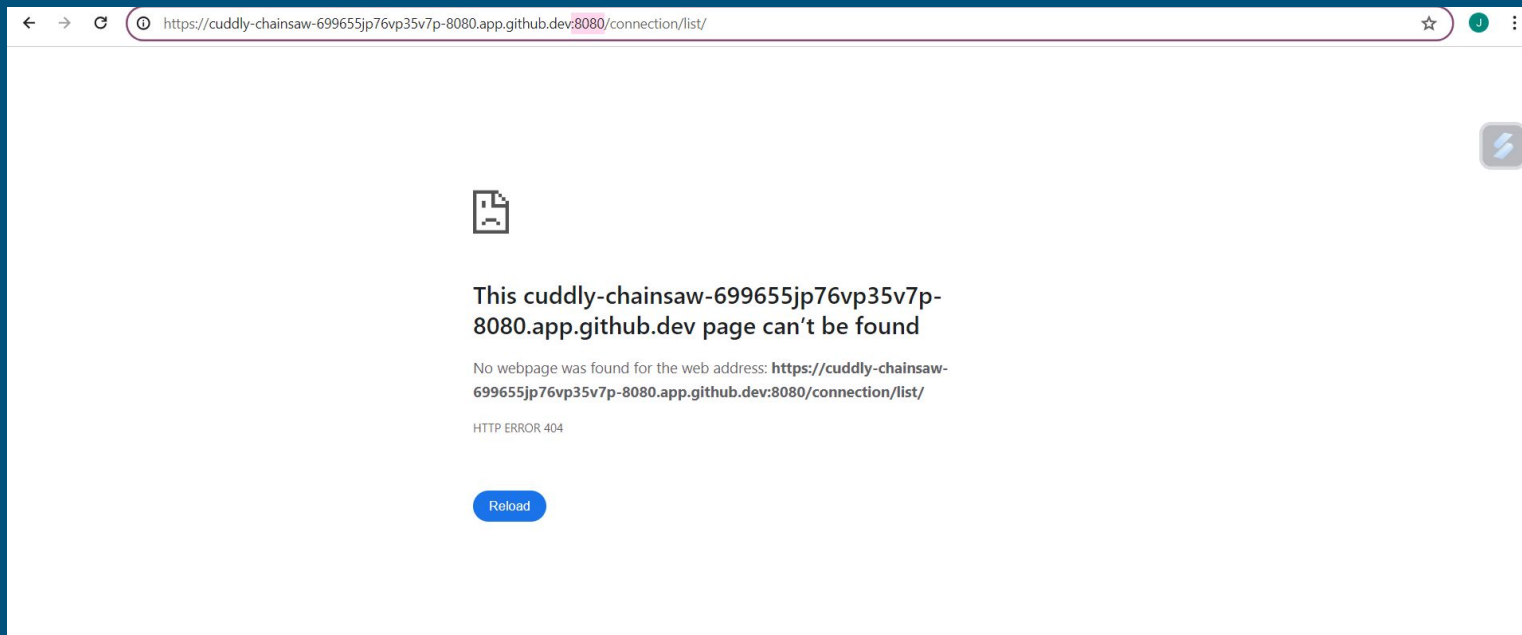 https://cuddly-chainsaw-699655jp76vp35v7p-8080.app.github.dev:8080/connection/list/
J
This cuddly-chainsaw-699655jp76vp35v7p-
8080.app.github.dev page can’t be found
No webpage was found for the web address: https://cuddly-chainsaw-
699655jp76vp35v7p-8080.app.github.dev:8080/connection/list/
HTTP ERROR 404
Reload